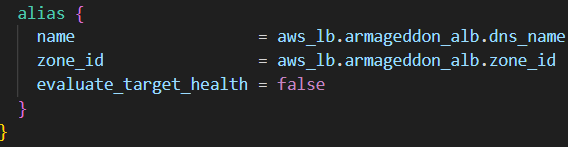 alias {
name = aws_lb.armageddon_alb.dns_name
zone_id = aws_lb.armageddon_alb.zone_id
evaluate_target_health = false
}
}